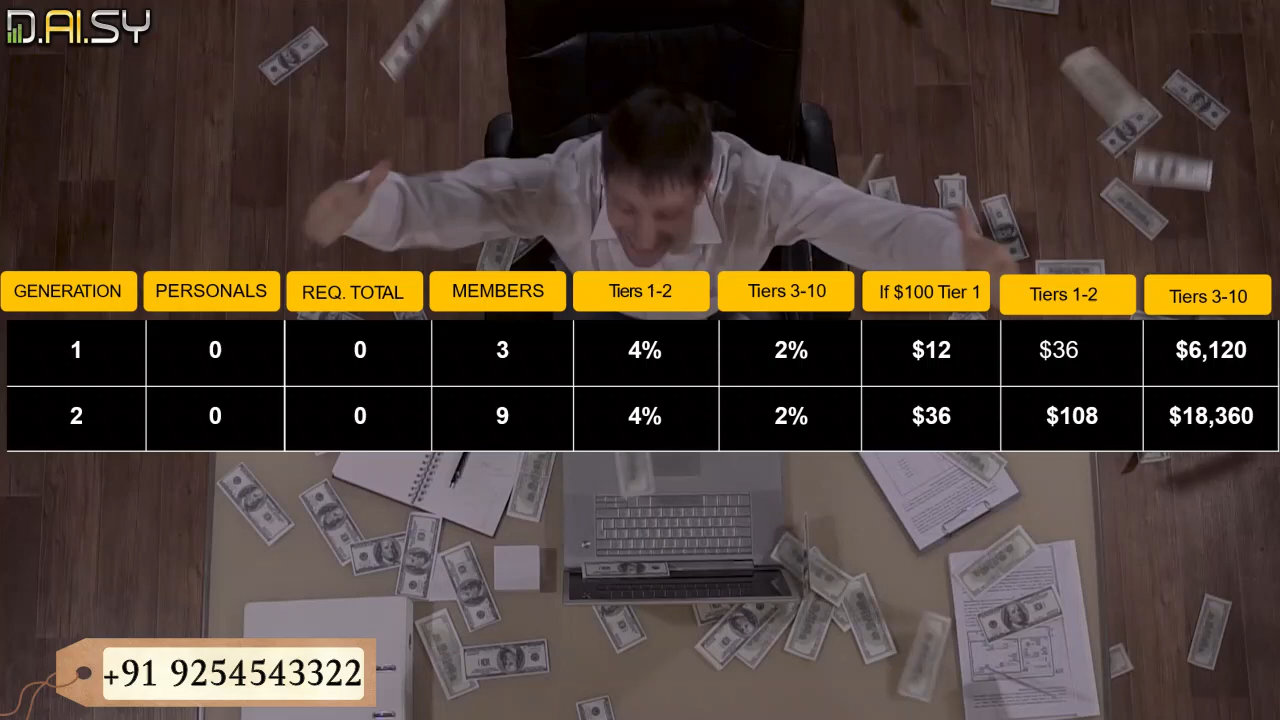 D.AI.SY
GENERATION PERSONALS REQ. TOTAL MEMBERS Tiers 1-2 Tiers 3-10 If $100 Tier 1 Tiers 1-2 Tiers 3-10
1 0 0 3 4% 2% $12 $36 $6,120
2 0 0 9 4% 2% $36 $108 $18,360
+91 9254543322